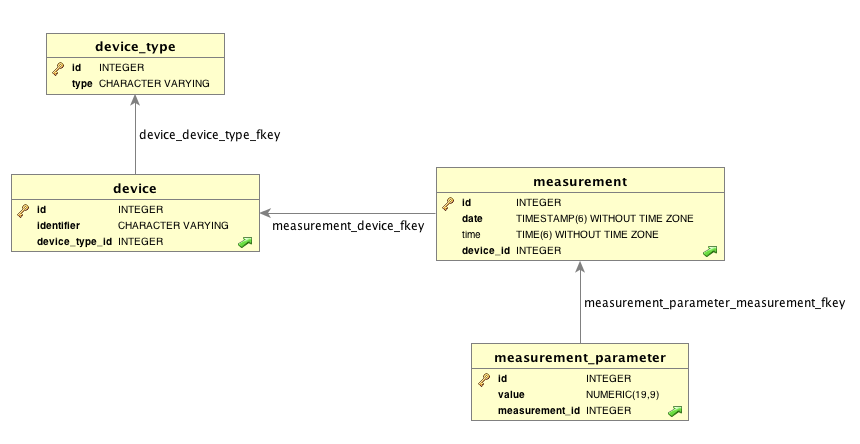 device_type
id INTEGER
type CHARACTER VARYING
device_device_type_fkey
device
id INTEGER
identifier CHARACTER VARYING
device_type_id INTEGER
measurement_device_fkey
measurement
id INTEGER
date TIMESTAMP(6) WITHOUT TIME ZONE
time TIME(6) WITHOUT TIME ZONE
device_id INTEGER
measurement_parameter_measurement_fkey
measurement_parameter
id INTEGER
value NUMERIC(19,9)
measurement_id INTEGER